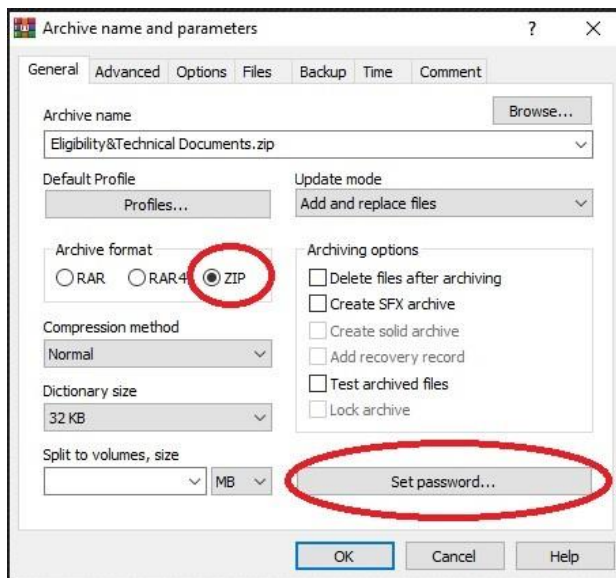 Archive name and parameters ? X
General Advanced Options Files Backup Time Comment
Browse...
Archive name
Eligibility&Technical Documents.zip
Default Profile
Profiles...
Update mode
Add and replace files
Archive format
RAR RAR4 ZIP
Compression method
Normal
Dictionary size
32 KB
Split to volumes, size
MB
Archiving options
Delete files after archiving
Create SFX archive
Create solid archive
Add recovery record
Test archived files
Lock archive
Set password...
OK Cancel Help